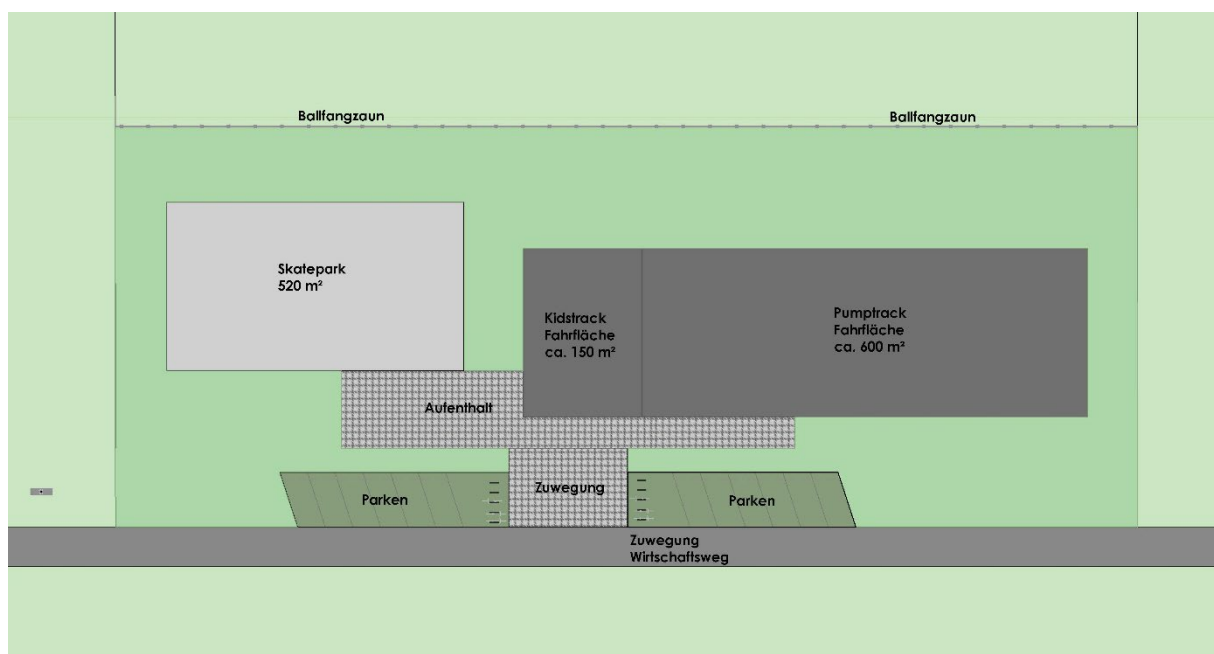 Ballfangzaun
Ballfangzaun
Skatepark
520 m²
Kidstrack
Fahrfläche
ca. 150 m²
Pumptrack
Fahrfläche
ca. 600 m²
Aufenthalt
Parken
Zuwegung
Parken
Zuwegung
Wirtschaftsweg